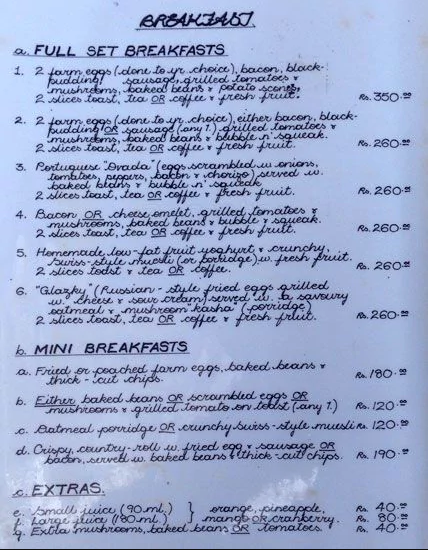 BREAKFAST.
a. FULL SET BREAKFASTS
1. 2 farm eggs (done to yr. choice), bacon, black-
pudding! sausage, grilled tomatoes &
mushrooms, baked beans & potato scones,
2 slices toast, tea OR coffee & fresh fruit. Rs. 350.00
2. 2 farm eggs (done to yr. choice), either bacon, black-
pudding OR sausage (any 1.) grilled tomatoes &
mushrooms, baked beans & bubble n' squeak.
2 slices toast, tea OR coffee & fresh fruit. Rs. 260.00
3. Portuguese "Onada" (eggs scrambled w. onions,
tomatoes, peppers, bacon & chorizo) served w.
baked beans & bubble n' squeak
2 slices toast, tea OR coffee & fresh fruit. Rs. 260.00
4. Bacon OR cheese omelet, grilled tomatoes &
mushrooms, baked beans & bubble & squeak.
2 slices toast, tea OR coffee & fresh fruit. Rs. 260.00
5. Homemade low-fat fruit yoghurt & crunchy,
swiss-style muesli (or porridge) w. fresh fruit.
2 slices toast & tea OR coffee. Rs. 260.00
6. "Glazky" (Russian-style fried eggs grilled
w. cheese & sour cream) served w. a savoury
oatmeal & mushroom kasha (porridge)
2 slices toast, tea OR coffee & fresh fruit. Rs. 260.00
b. MINI BREAKFASTS
a. Fried or poached farm eggs, baked beans &
thick-cut chips. Rs. 180.00
b. Either baked beans OR scrambled eggs OR
mushrooms & grilled tomato on toast (any 1.) Rs. 120.00
c. Oatmeal porridge OR crunchy swiss-style muesli Rs. 120.00
d. Crispy, country-roll w. fried egg & sausage OR
bacon, served w. baked beans & thick-cut chips. Rs. 190.00
c. EXTRAS.
e. Small juice (90 ml.) } orange, pineapple, Rs. 40.00
f. Large juice (180 ml.) } mango OR cranberry. Rs. 80.00
g. Extra mushrooms, baked beans OR tomatoes. Rs. 40.00